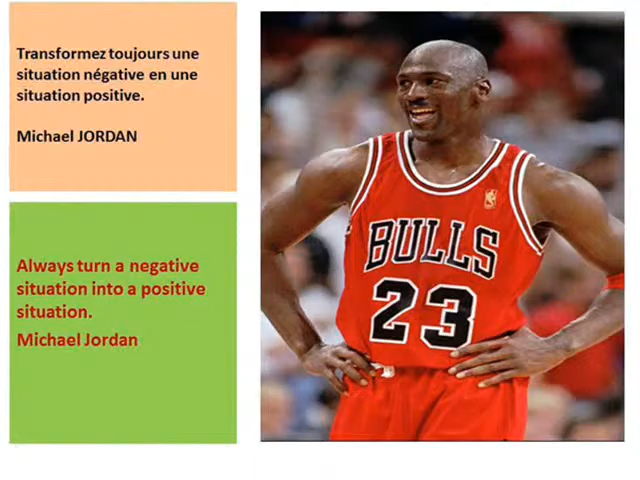 Transformez toujours une
situation négative en une
situation positive.
Michael JORDAN
Always turn a negative
situation into a positive
situation.
Michael Jordan
BULLS
23